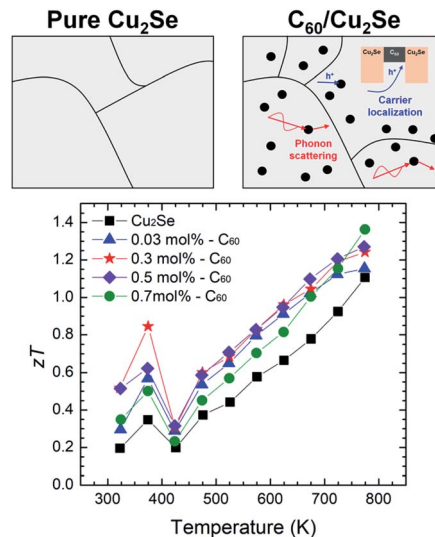 Pure Cu₂Se
C₆₀/Cu₂Se
Cu₂Se
C₆₀
Cu₂Se
h⁺
h⁺
Carrier
localization
Phonon
scattering
1.4
1.2
1.0
0.8
0.6
0.4
0.2
0.0
zT
Cu₂Se
0.03 mol% - C₆₀
0.3 mol% - C₆₀
0.5 mol% - C₆₀
0.7mol% - C₆₀
300 400 500 600 700 800
Temperature (K)